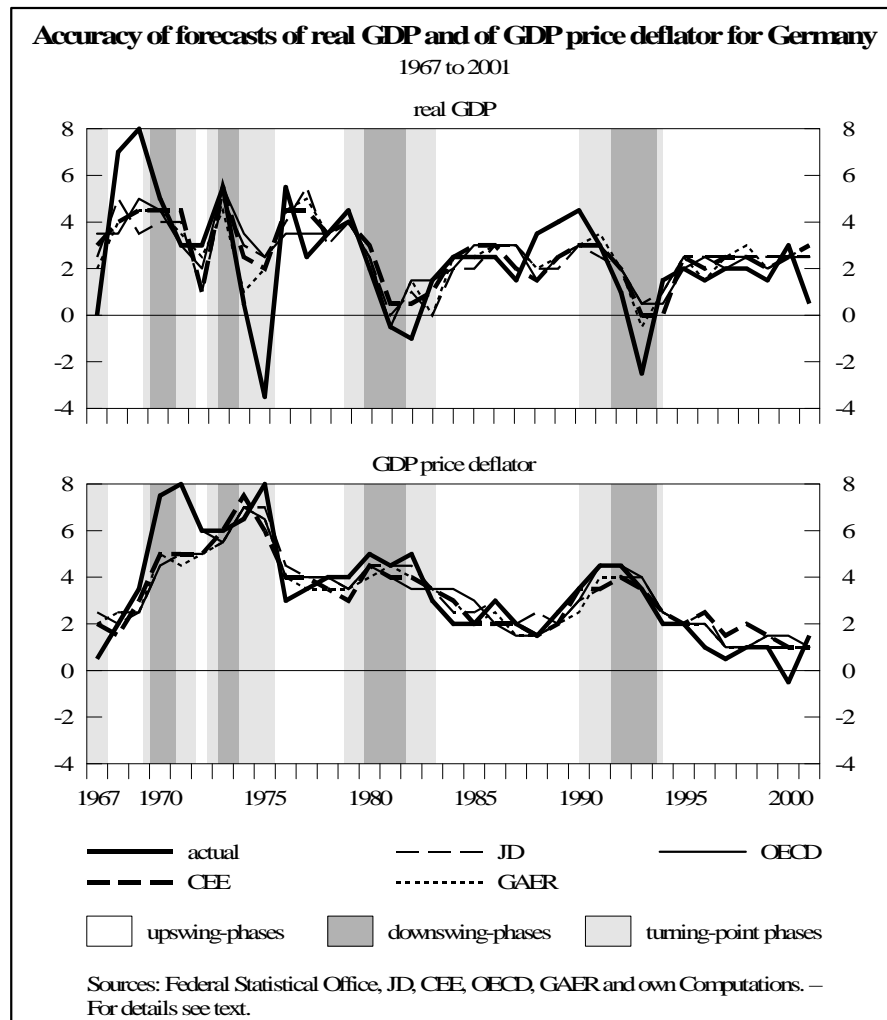 Accuracy of forecasts of real GDP and of GDP price deflator for Germany
1967 to 2001
real GDP
8 8
6 6
4 4
2 2
0 0
-2 -2
-4 -4
GDP price deflator
8 8
6 6
4 4
2 2
0 0
-2 -2
-4 -4
1967 1970 1975 1980 1985 1990 1995 2000
actual JD OECD
CEE GAER
upswing-phases downswing-phases turning-point phases
Sources: Federal Statistical Office, JD, CEE, OECD, GAER and own Computations. –
For details see text.